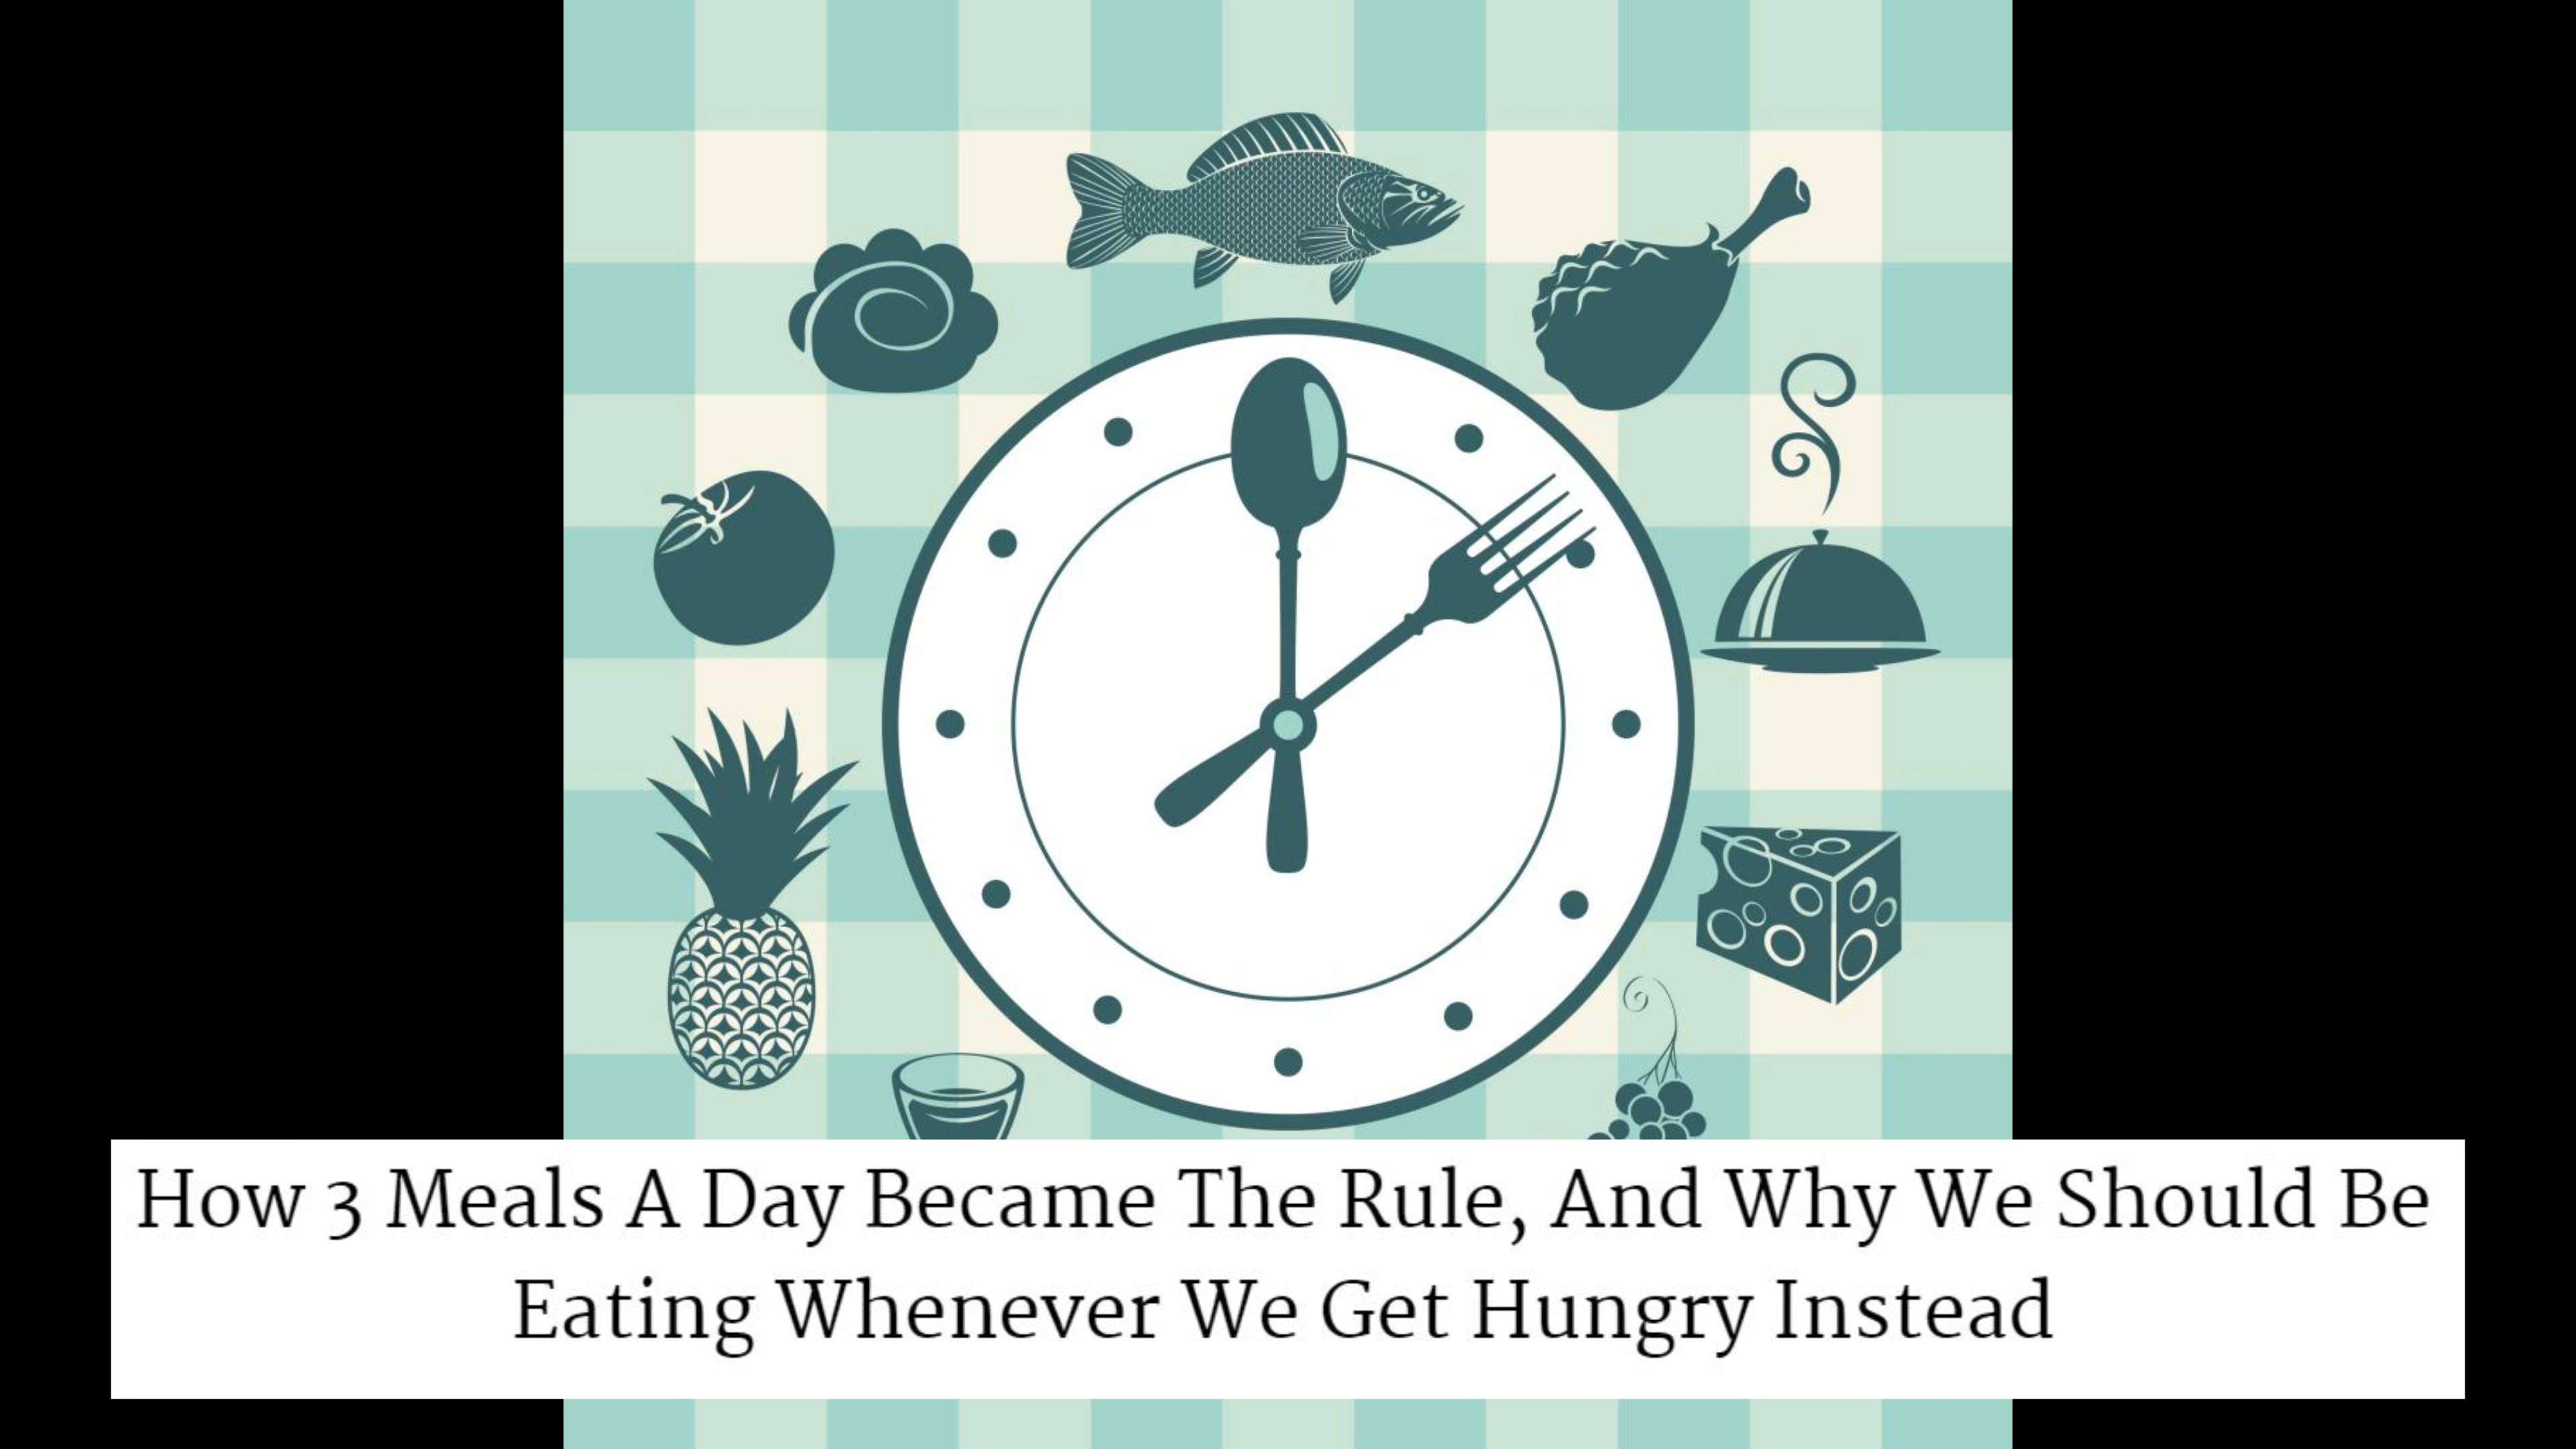 How 3 Meals A Day Became The Rule, And Why We Should Be
Eating Whenever We Get Hungry Instead